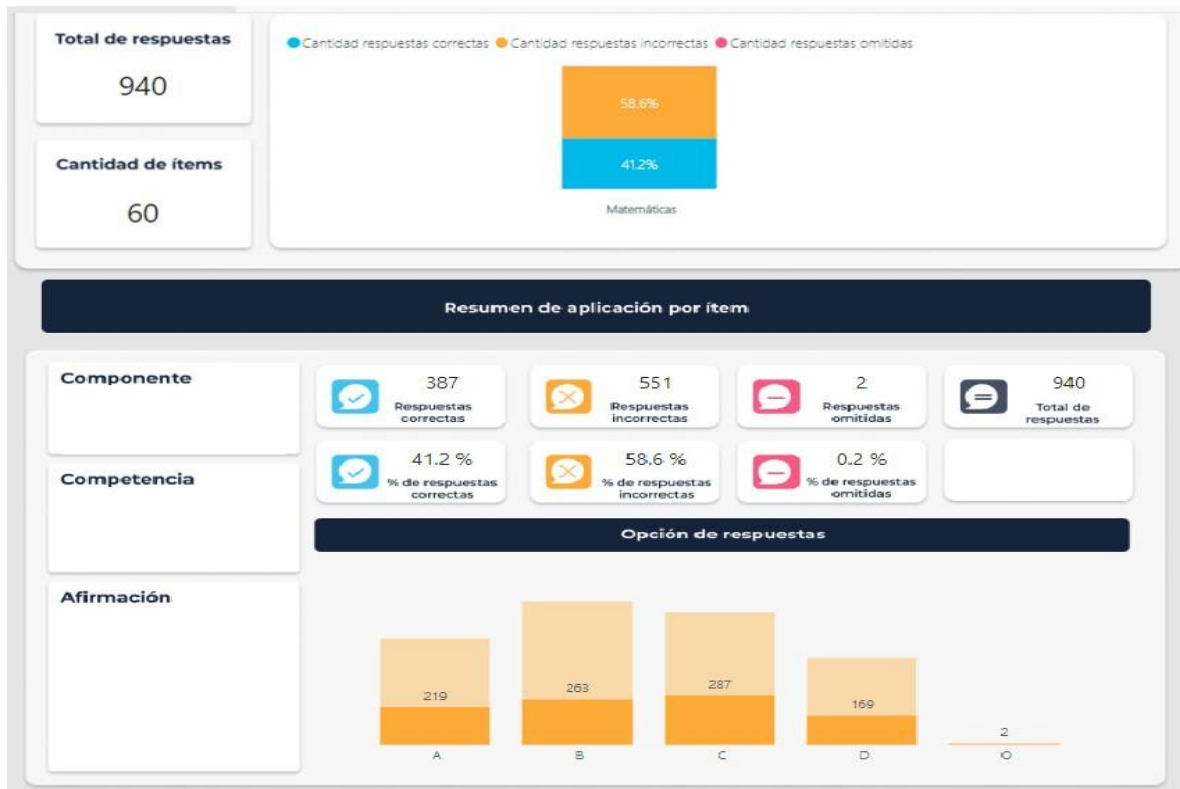 Total de respuestas
940
Cantidad de ítems
60
Cantidad respuestas correctas Cantidad respuestas incorrectas Cantidad respuestas omitidas
58.6%
41.2%
Matemáticas
Resumen de aplicación por ítem
Componente
Competencia
Afirmación
387
Respuestas
correctas
551
Respuestas
incorrectas
2
Respuestas
omitidas
940
Total de
respuestas
41.2 %
% de respuestas
correctas
58.6 %
% de respuestas
incorrectas
0.2 %
% de respuestas
omitidas
Opción de respuestas
219
263
287
169
2
A B C D O